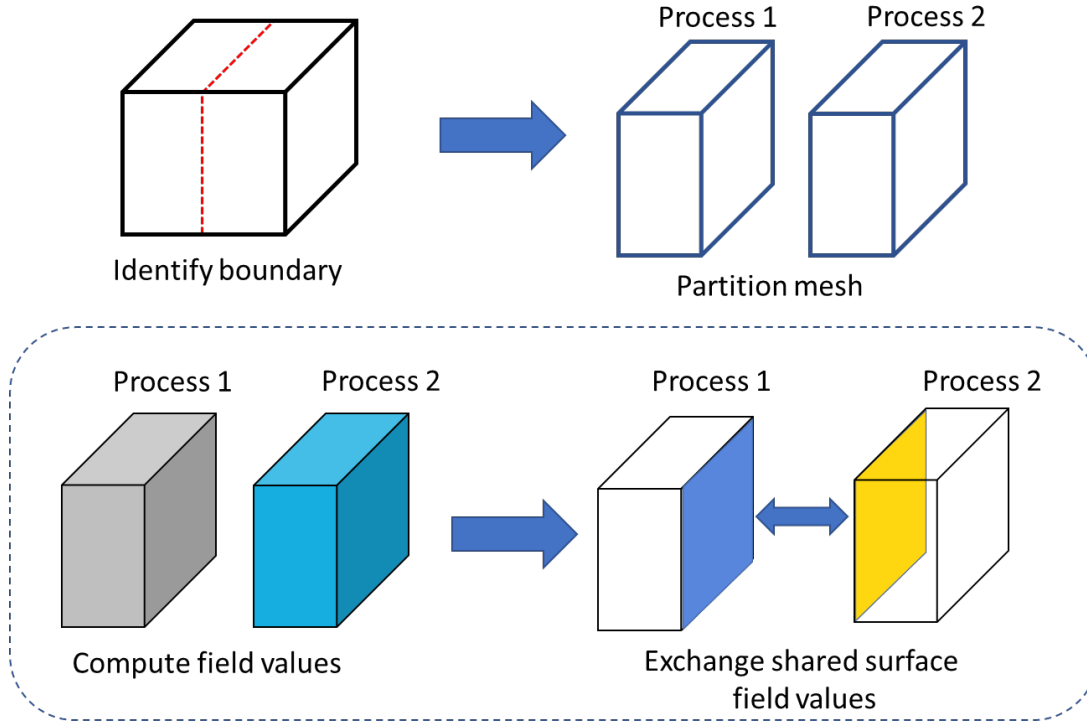 Process 1
Process 2
Identify boundary
Partition mesh
Process 1
Process 2
Process 1
Process 2
Compute field values
Exchange shared surface
field values